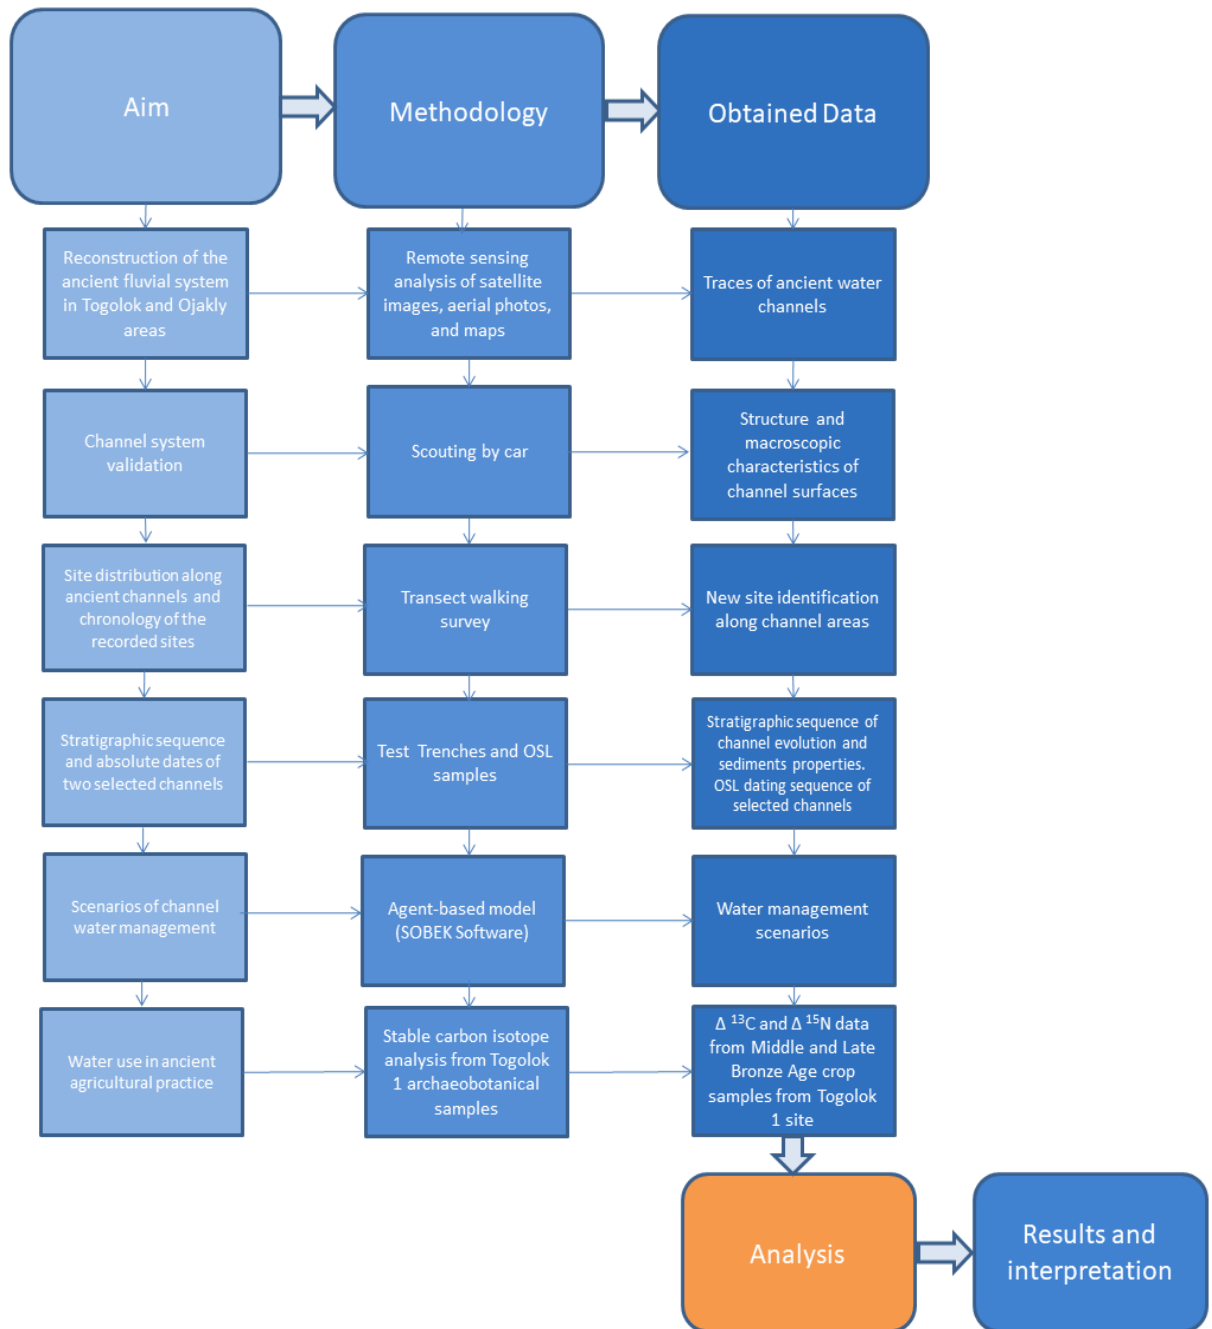 Aim
Methodology
Obtained Data
Reconstruction of the
ancient fluvial system
in Togolok and Ojakly
areas
Remote sensing
analysis of satellite
images, aerial photos,
and maps
Traces of ancient water
channels
Channel system
validation
Scouting by car
Structure and
macroscopic
characteristics of
channel surfaces
Site distribution along
ancient channels and
chronology of the
recorded sites
Transect walking
survey
New site identification
along channel areas
Stratigraphic sequence
and absolute dates of
two selected channels
Test Trenches and OSL
samples
Stratigraphic sequence of
channel evolution and
sediments properties.
OSL dating sequence of
selected channels
Scenarios of channel
water management
Agent-based model
(SOBEK Software)
Water management
scenarios
Water use in ancient
agricultural practice
Stable carbon isotope
analysis from Togolok
1 archaeobotanical
samples
Δ ¹³C and Δ ¹⁵N data
from Middle and Late
Bronze Age crop
samples from Togolok
1 site
Analysis
Results and
interpretation